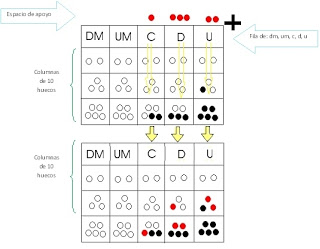 Espacio de apoyo
+
Fila de: dm, um, c, d, u
DM UM C D U
Columnas
de 10
huecos
DM UM C D U
Columnas
de 10
huecos